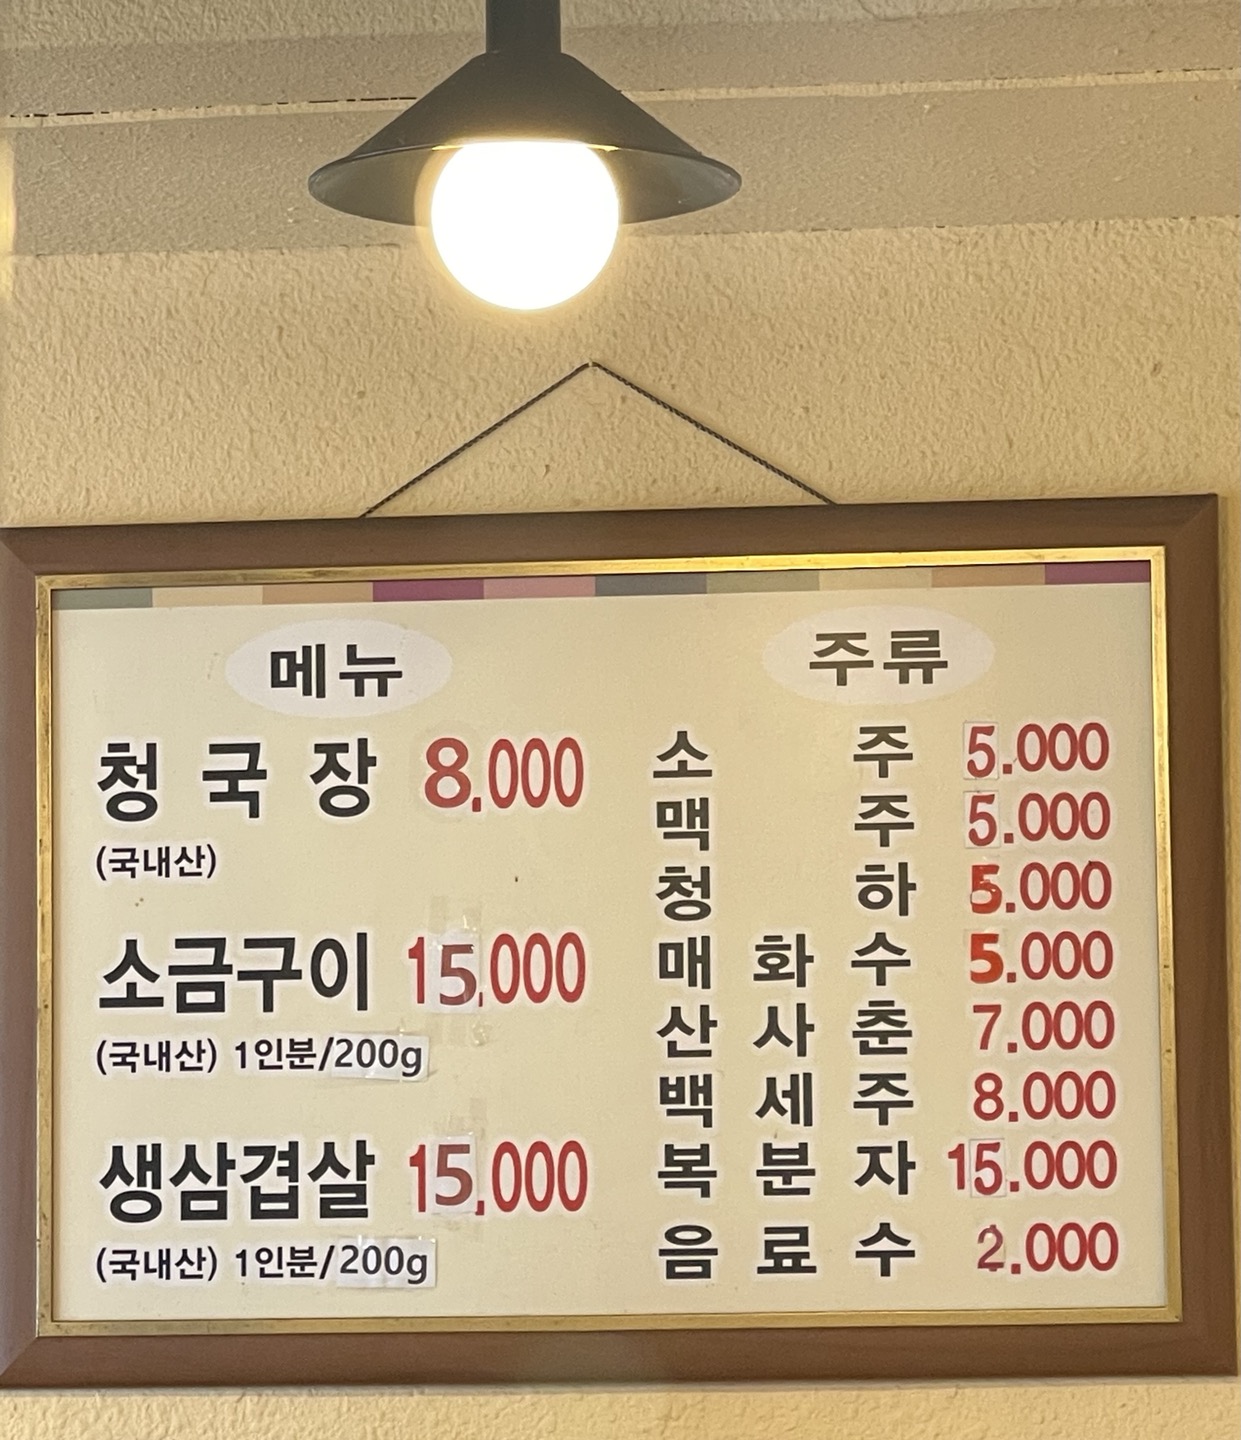 메뉴
청국장 8.000
(국내산)
소금구이 15.000
(국내산) 1인분/200g
생삼겹살 15.000
(국내산) 1인분/200g
주류
소주 5.000
맥주 5.000
청하 5.000
매화수 5.000
산사춘 7.000
백세주 8.000
복분자 15.000
음료수 2.000